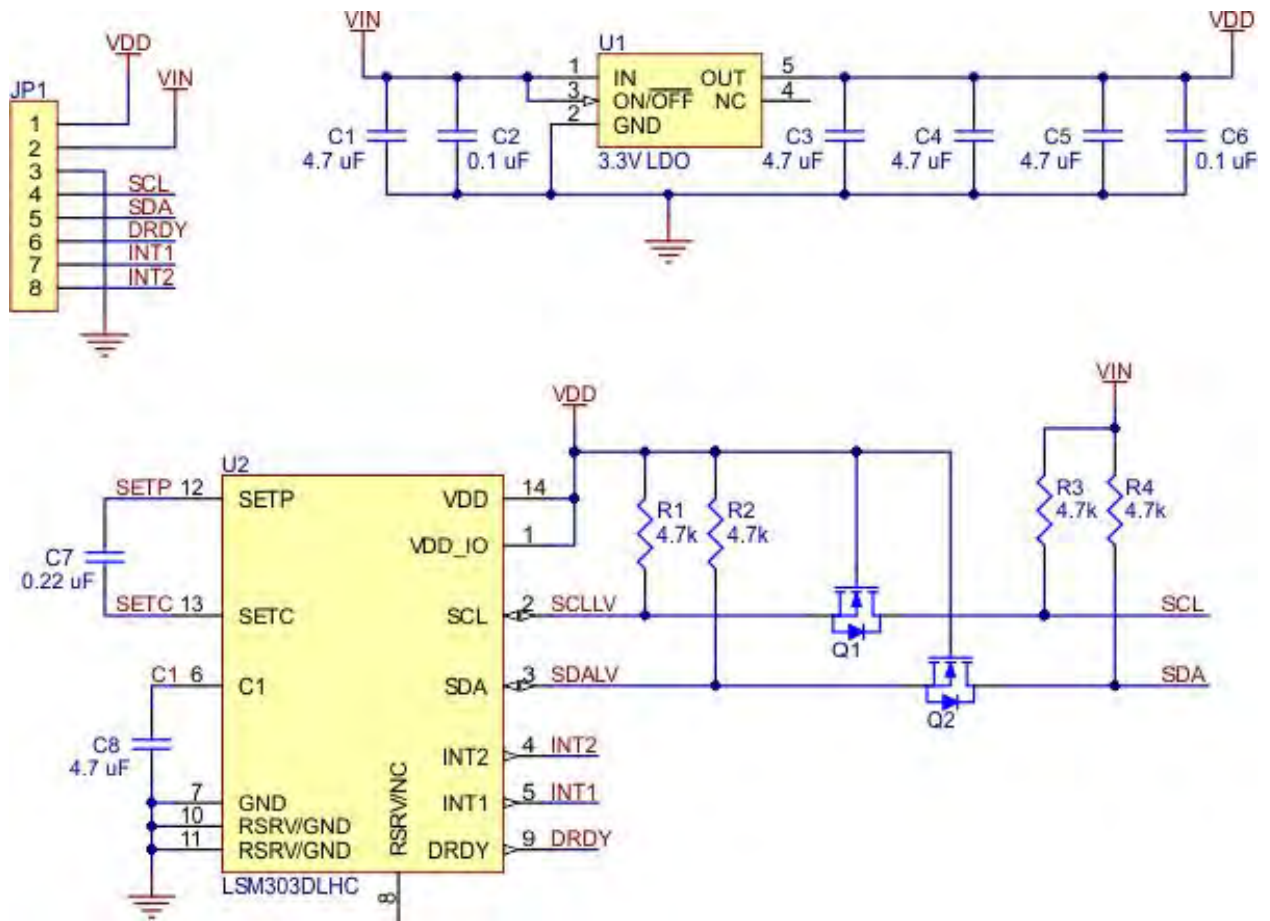 VIN
VDD
VDD
VIN
JP1
1
2
3
4 SCL
5 SDA
6 DRDY
7 INT1
8 INT2
U1
1 IN OUT 5
3 ON/OFF NC 4
2 GND
3.3V LDO
C1
4.7 uF
C2
0.1 uF
C3
4.7 uF
C4
4.7 uF
C5
4.7 uF
C6
0.1 uF
VDD
VIN
U2
SETP 12 SETP
VDD 14
VDD_IO 1
C7
0.22 uF
SETC 13 SETC
SCL 2 SCLLV
C1 6 C1
SDA 3 SDALV
C8
4.7 uF
INT2 4 INT2
7 GND
INT1 5 INT1
10 RSRV/GND
11 RSRV/GND
DRDY 9 DRDY
RSRV/NC
8
LSM303DLHC
R1
4.7k
R2
4.7k
R3
4.7k
R4
4.7k
Q1
SCL
Q2
SDA